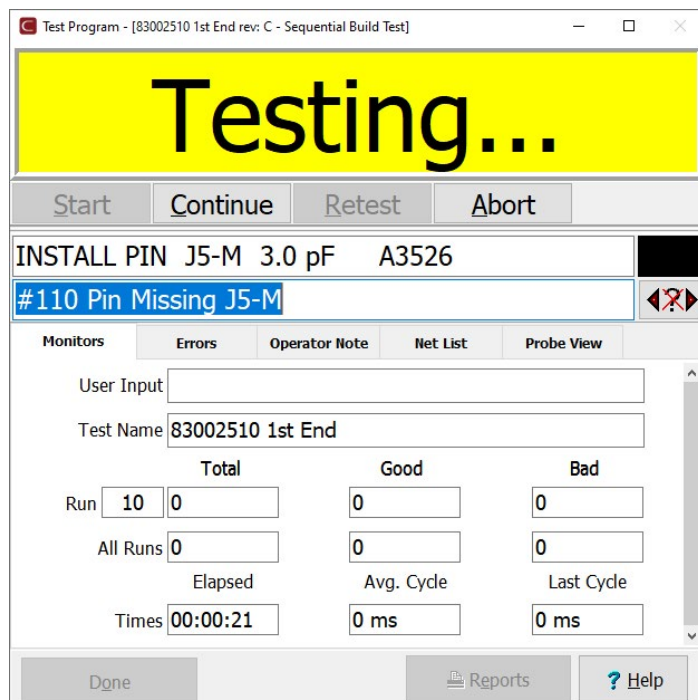 Test Program - [83002510 1st End rev: C - Sequential Build Test]
Testing...
Start Continue Retest Abort
INSTALL PIN J5-M 3.0 pF A3526
#110 Pin Missing J5-M
Monitors Errors Operator Note Net List Probe View
User Input
Test Name 83002510 1st End
Total Good Bad
Run 10 0 0 0
All Runs 0 0 0
Elapsed Avg. Cycle Last Cycle
Times 00:00:21 0 ms 0 ms
Done Reports ? Help